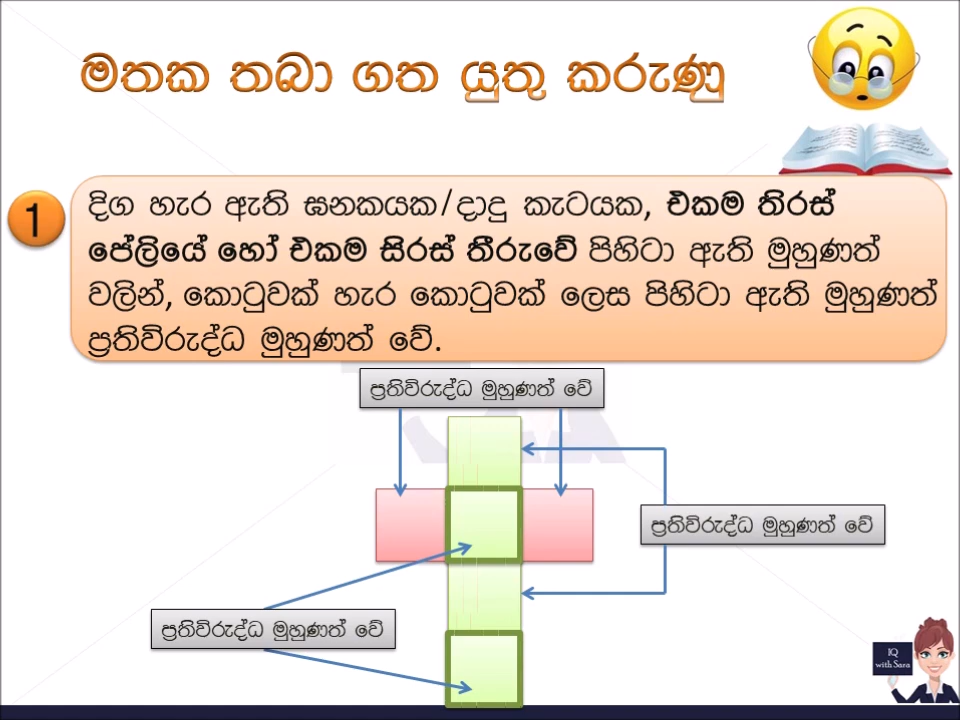 මතක තබා ගත යුතු කරුණු
1
දිග හැර ඇති ඝනකයක/දාදු කැටයක, එකම තිරස්
පේලියේ හෝ එකම සිරස් තීරුවේ පිහිටා ඇති මුහුණත්
වලින්, කොටුවක් හැර කොටුවක් ලෙස පිහිටා ඇති මුහුණත්
ප්‍රතිවිරුද්ධ මුහුණත් වේ.
ප්‍රතිවිරුද්ධ මුහුණත් වේ
ප්‍රතිවිරුද්ධ මුහුණත් වේ
ප්‍රතිවිරුද්ධ මුහුණත් වේ
IQ
with Sara